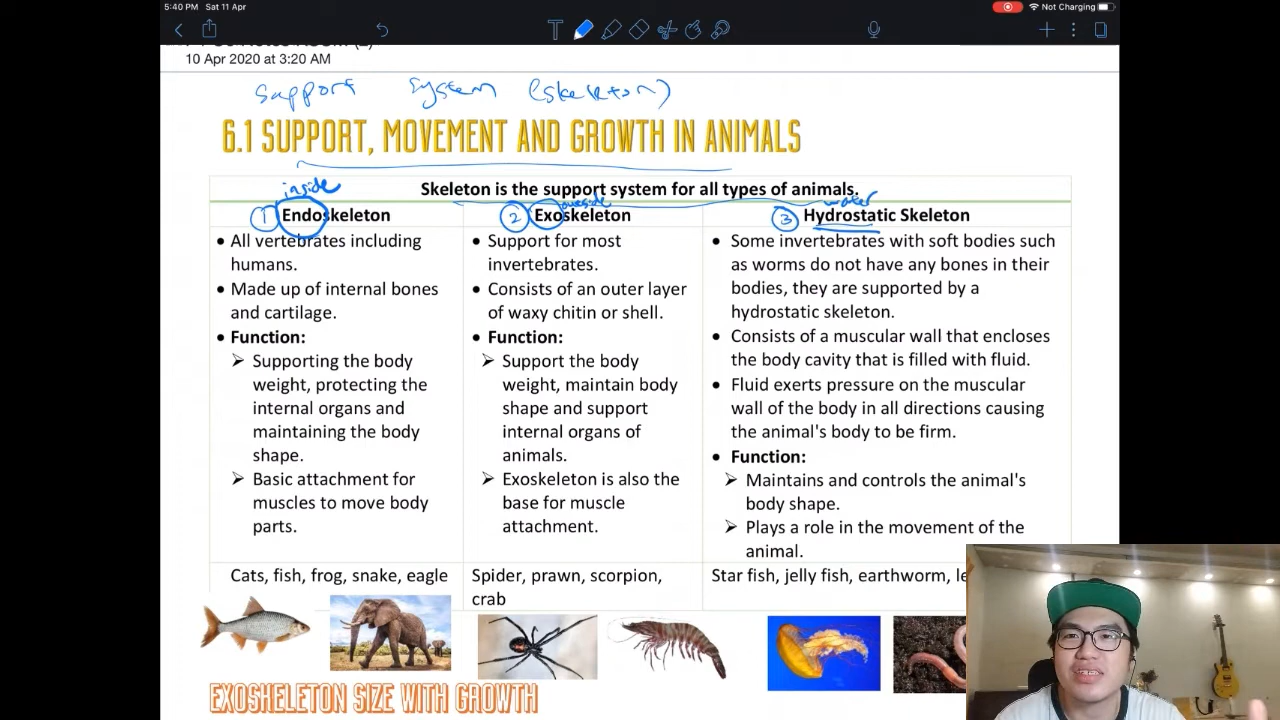 5:40 PM Sat 11 Apr
Not Charging
10 Apr 2020 at 3:20 AM
Support System (skeleton)
6.1 SUPPORT, MOVEMENT AND GROWTH IN ANIMALS
inside
Skeleton is the support system for all types of animals.
outside
water
1 Endoskeleton
2 Exoskeleton
3 Hydrostatic Skeleton
• All vertebrates including
humans.
• Made up of internal bones
and cartilage.
• Function:
➢ Supporting the body
weight, protecting the
internal organs and
maintaining the body
shape.
➢ Basic attachment for
muscles to move body
parts.
• Support for most
invertebrates.
• Consists of an outer layer
of waxy chitin or shell.
• Function:
➢ Support the body
weight, maintain body
shape and support
internal organs of
animals.
➢ Exoskeleton is also the
base for muscle
attachment.
• Some invertebrates with soft bodies such
as worms do not have any bones in their
bodies, they are supported by a
hydrostatic skeleton.
• Consists of a muscular wall that encloses
the body cavity that is filled with fluid.
• Fluid exerts pressure on the muscular
wall of the body in all directions causing
the animal's body to be firm.
• Function:
➢ Maintains and controls the animal's
body shape.
➢ Plays a role in the movement of the
animal.
Cats, fish, frog, snake, eagle
Spider, prawn, scorpion,
crab
Star fish, jelly fish, earthworm,
EXOSKELETON SIZE WITH GROWTH